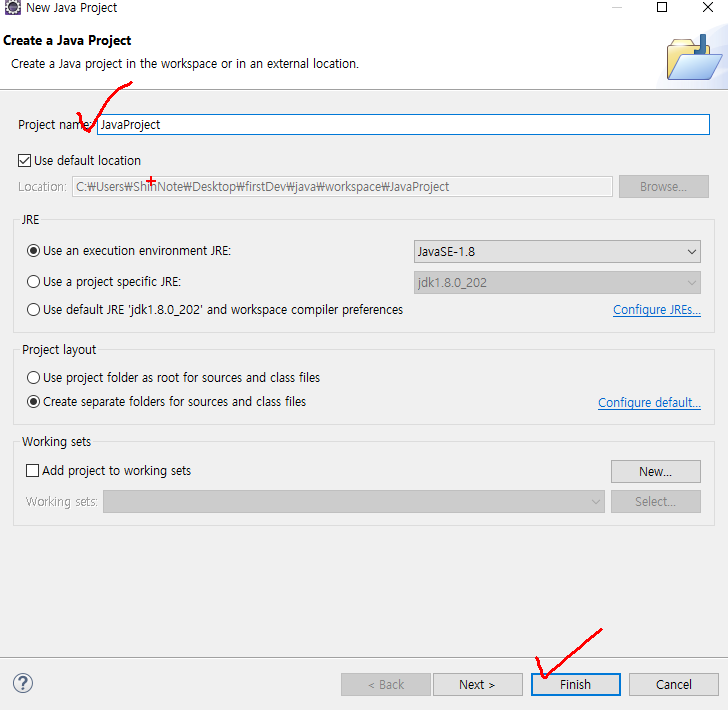 New Java Project
Create a Java Project
Create a Java project in the workspace or in an external location.
Project name: JavaProject
Use default location
Location: C:₩Users₩ShinNote₩Desktop₩firstDev₩java₩workspace₩JavaProject Browse...
JRE
Use an execution environment JRE: JavaSE-1.8
Use a project specific JRE: jdk1.8.0_202
Use default JRE 'jdk1.8.0_202' and workspace compiler preferences Configure JREs...
Project layout
Use project folder as root for sources and class files
Create separate folders for sources and class files Configure default...
Working sets
Add project to working sets New...
Working sets: Select...
? < Back Next > Finish Cancel